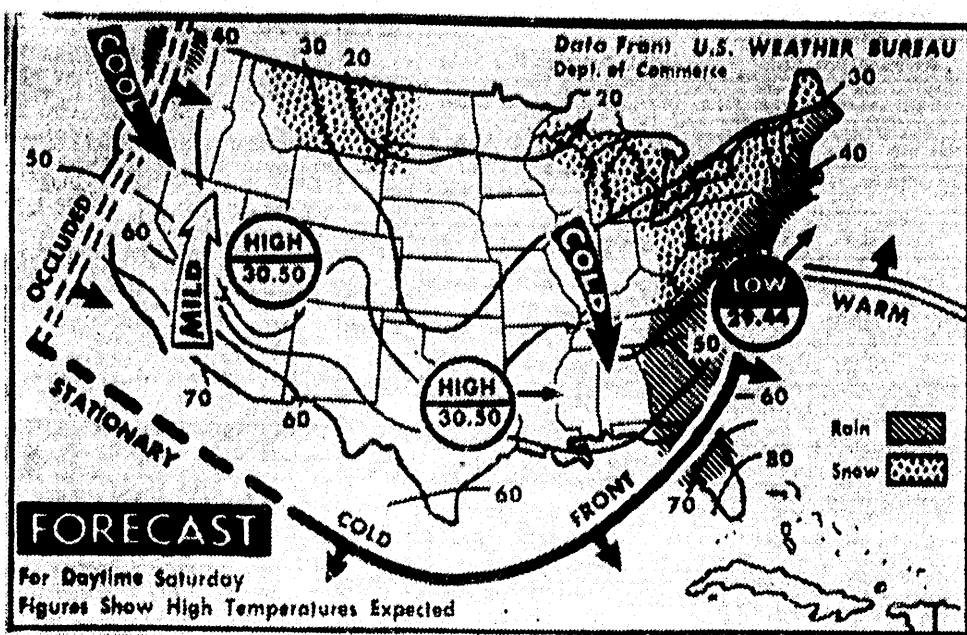 Data From U.S. WEATHER BUREAU
Dept. of Commerce
COOL
40
30
20
20
30
40
50
60
OCCLUDED
MILD
HIGH
30.50
COLD
LOW
29.44
WARM
50
HIGH
30.50
60
70
60
STATIONARY
60
COLD
FRONT
70
80
Rain
Snow
FORECAST
For Daytime Saturday
Figures Show High Temperatures Expected